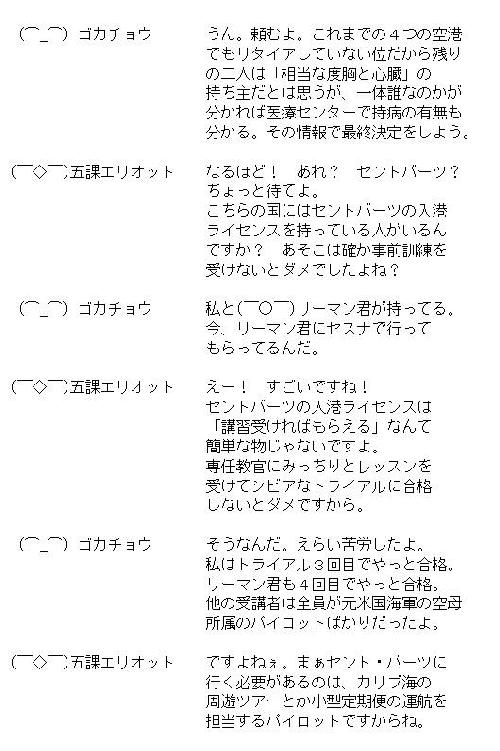 (⌒_⌒) ゴカチョウ うん。頼むよ。これまでの４つの空港
でもリタイアしていない位だから残り
の二人は「相当な度胸と心臓」の
持ち主だとは思うが、一体誰なのかが
分かれば医療センターで持病の有無も
分かる。その情報で最終決定をしよう。
(￣◇￣)五課エリオット なるはど！　あれ？　セントバーツ？
ちょっと待てよ。
こちらの国にはセントバーツの入港
ライセンスを持っている人がいるん
ですか？　あそこは確か事前訓練を
受けないとダメでしたよね？
(⌒_⌒) ゴカチョウ 私と(￣○￣)リーマン君が持ってる。
今、リーマン君にセスナで行って
もらってるんだ。
(￣◇￣)五課エリオット えー！　すごいですね！
セントバーツの入港ライセンスは
「講習受ければもらえる」なんて
簡単な物じゃないですよ。
専任教官にみっちりとレッスンを
受けてシビアなトライアルに合格
しないとダメですから。
(⌒_⌒) ゴカチョウ そうなんだ。えらい苦労したよ。
私はトライアル３回目でやっと合格。
リーマン君も４回目でやっと合格。
他の受講者は全員が元米国海軍の空母
所属のパイロットばかりだったよ。
(￣◇￣)五課エリオット ですよねぇ。まぁセント・バーツに
行く必要があるのは、カリブ海の
周遊ツアーとか小型定期便の運航を
担当するパイロットですからね。